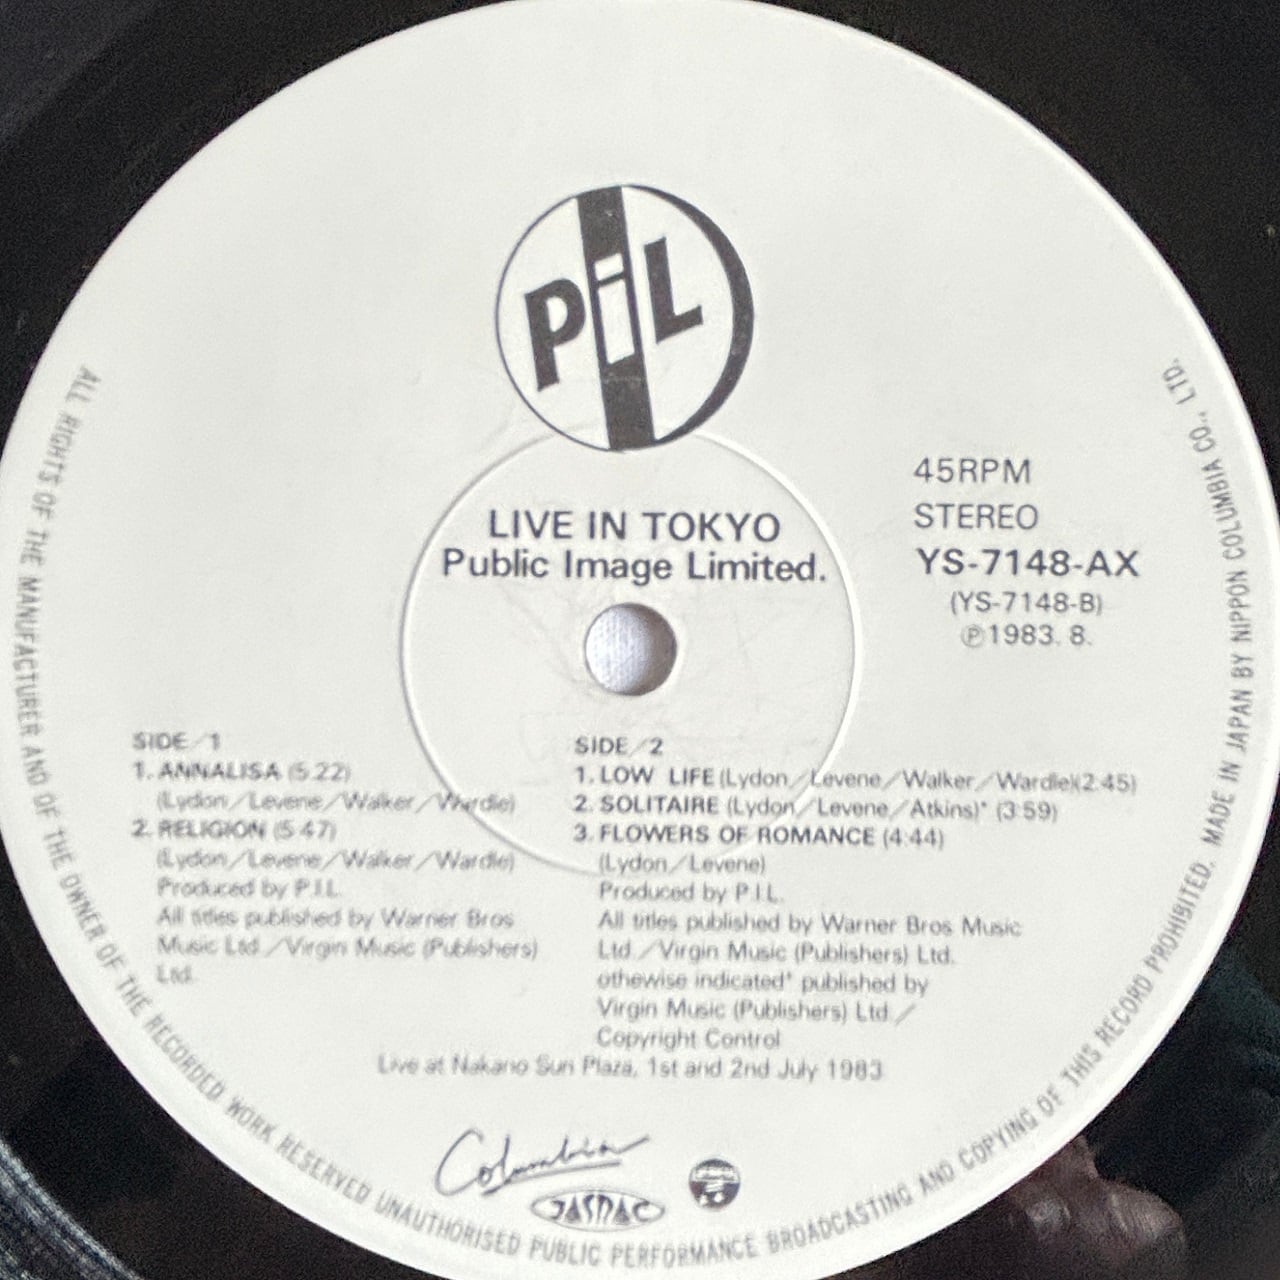 PiL
LIVE IN TOKYO
Public Image Limited.
45RPM
STEREO
YS-7148-AX
(YS-7148-B)
Ⓟ1983. 8.
SIDE/1
1. ANNALISA (5:22)
(Lydon/Levene/Walker/Wardle)
2. RELIGION (5:47)
(Lydon/Levene/Walker/Wardle)
Produced by P.I.L.
All titles published by Warner Bros
Music Ltd./Virgin Music (Publishers)
Ltd.
SIDE/2
1. LOW LIFE (Lydon/Levene/Walker/Wardle)(2:45)
2. SOLITAIRE (Lydon/Levene/Atkins)* (3:59)
3. FLOWERS OF ROMANCE (4:44)
(Lydon/Levene)
Produced by P.I.L.
All titles published by Warner Bros Music
Ltd./Virgin Music (Publishers) Ltd.
othewise indicated* published by
Virgin Music (Publishers) Ltd./
Copyright Control
Live at Nakano Sun Plaza, 1st and 2nd July 1983
Columbia
JASRAC
ALL RIGHTS OF THE MANUFACTURER AND OF THE OWNER OF THE RECORDED WORK RESERVED UNAUTHORISED PUBLIC PERFORMANCE BROADCASTING AND COPYING OF THIS RECORD PROHIBITED. MADE IN JAPAN BY NIPPON COLUMBIA CO., LTD.